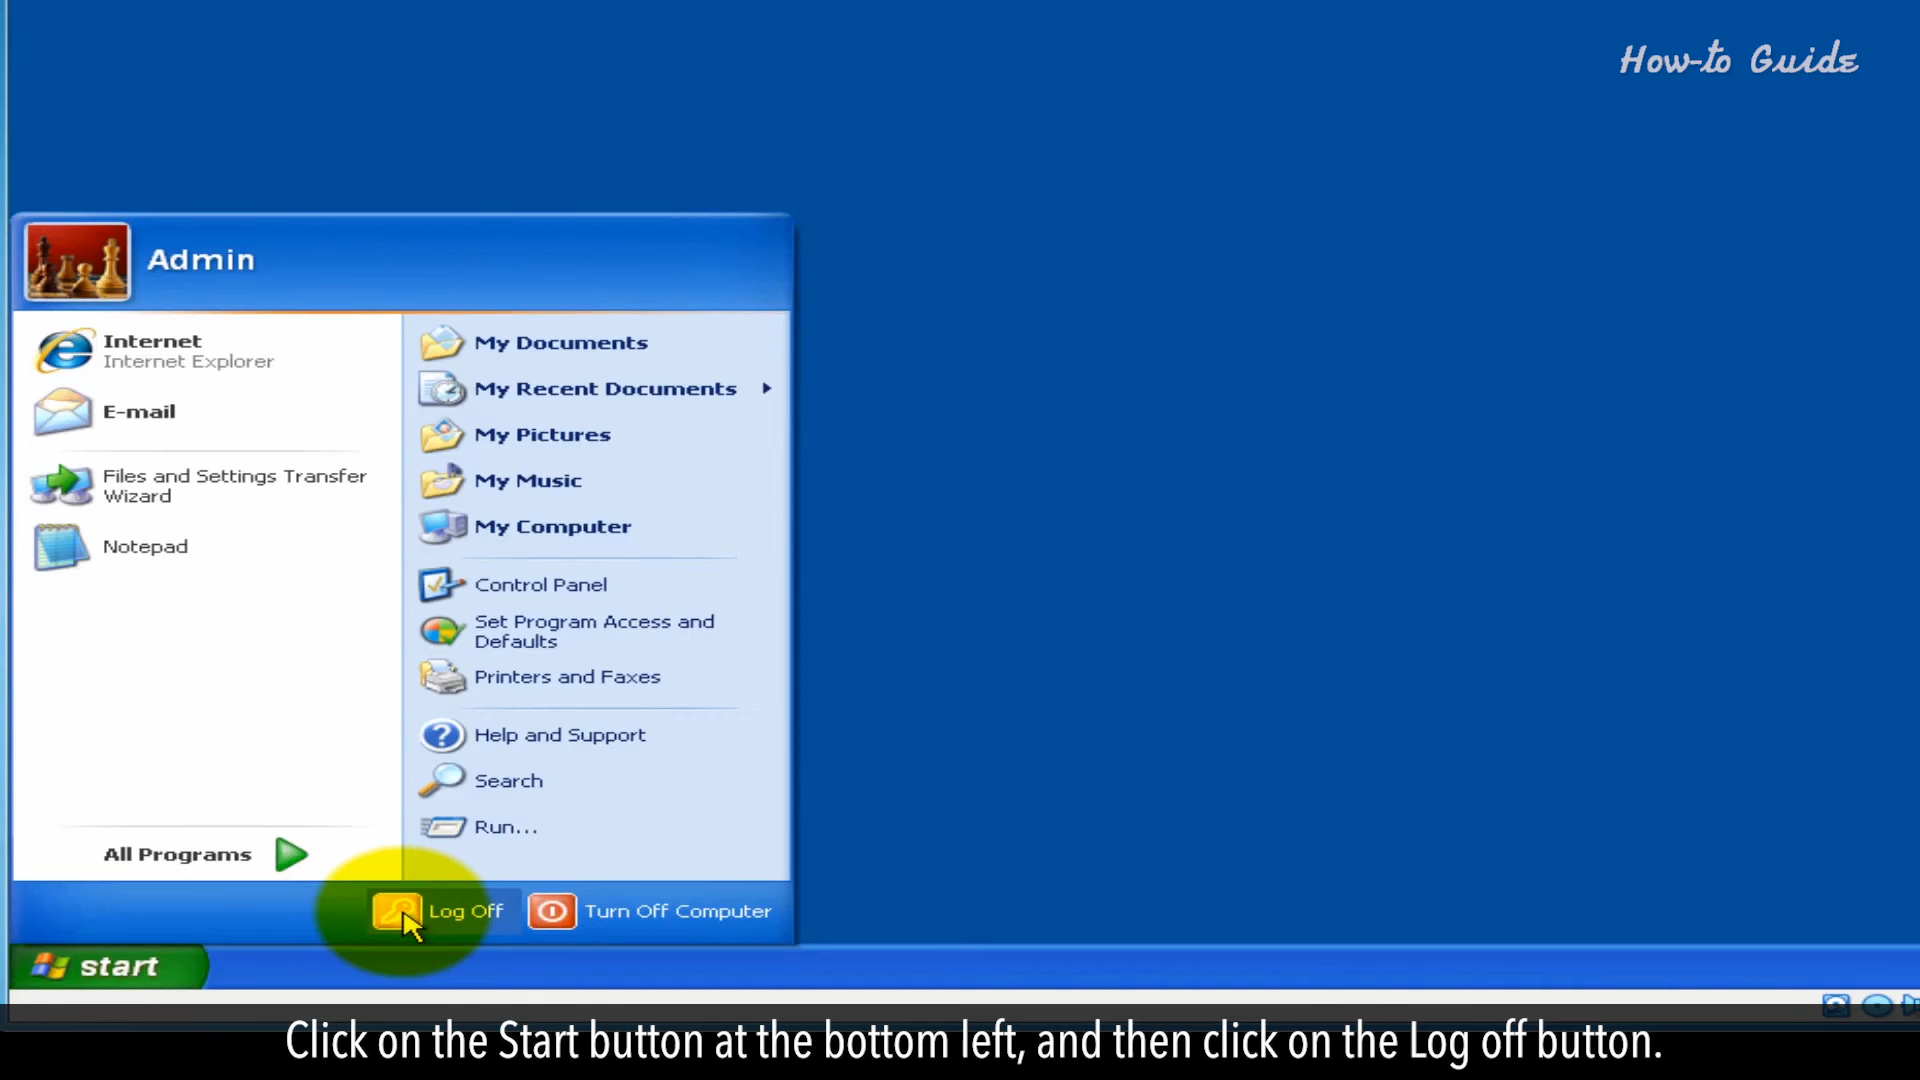 How-to Guide
Admin
Internet
Internet Explorer
E-mail
Files and Settings Transfer
Wizard
Notepad
All Programs
My Documents
My Recent Documents
My Pictures
My Music
My Computer
Control Panel
Set Program Access and
Defaults
Printers and Faxes
Help and Support
Search
Run...
Log Off
Turn Off Computer
start
Click on the Start button at the bottom left, and then click on the Log off button.